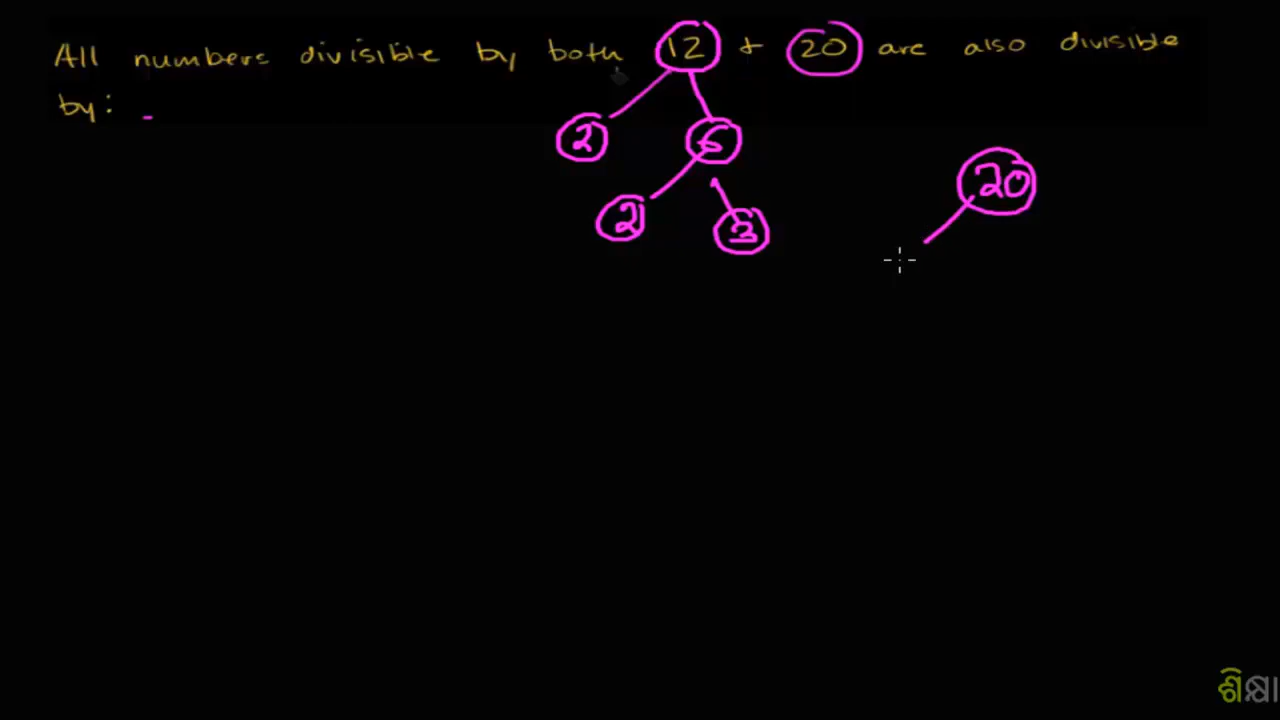 All numbers divisible by both 12 + 20 are also divisible
by:
2 6
20
2 3
ଶିକ୍ଷା